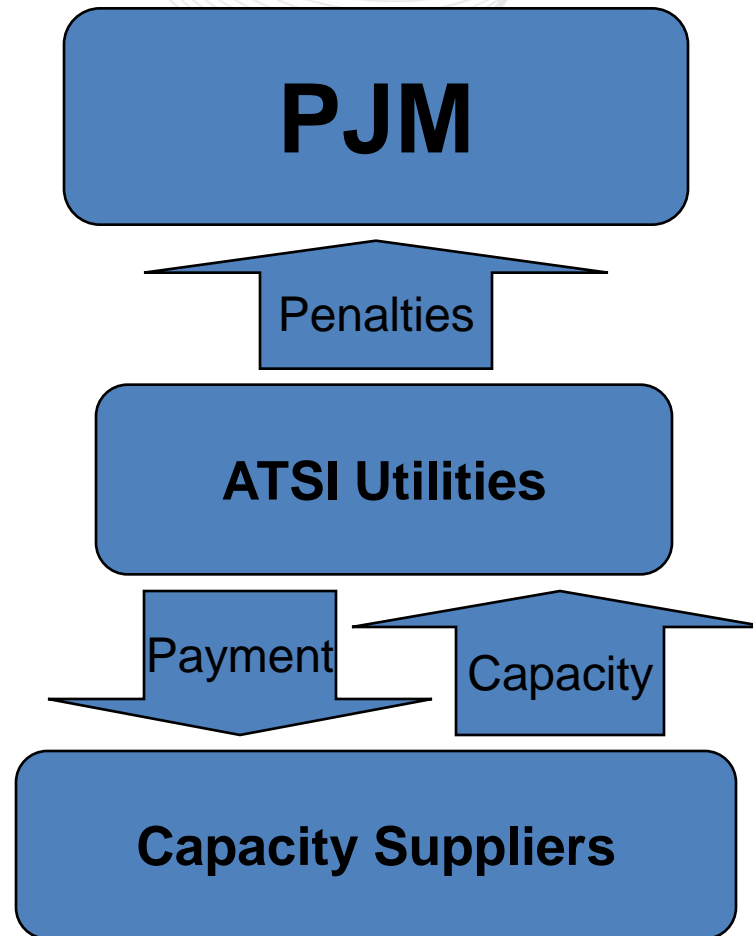 PJM
Penalties
ATSI Utilities
Payment
Capacity
Capacity Suppliers